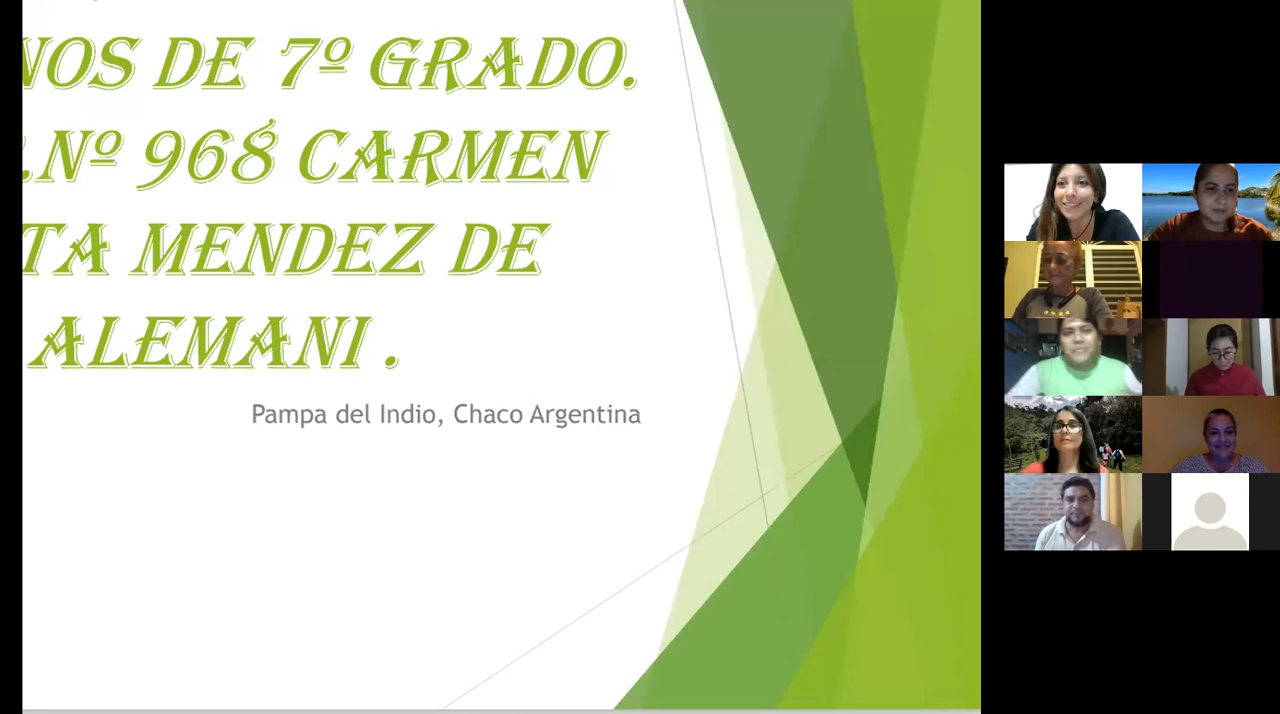 NOS DE 7º GRADO.
.Nº 968 CARMEN
TA MENDEZ DE
ALEMANI .
Pampa del Indio, Chaco Argentina